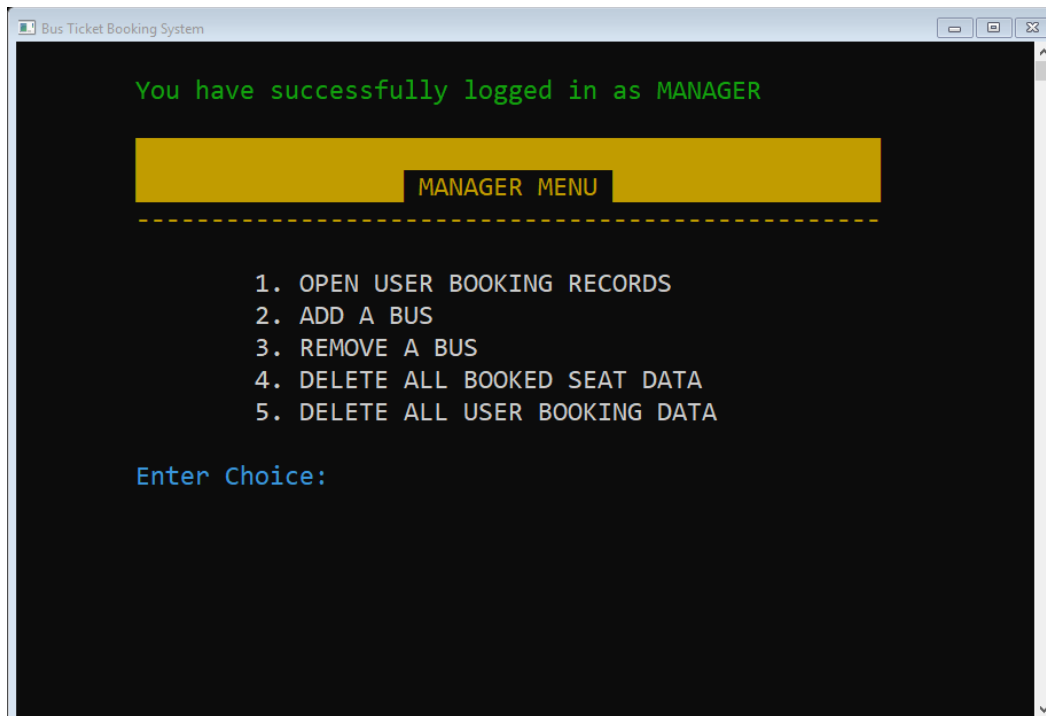 Bus Ticket Booking System
You have successfully logged in as MANAGER
MANAGER MENU
--------------------------------------------------
1. OPEN USER BOOKING RECORDS
2. ADD A BUS
3. REMOVE A BUS
4. DELETE ALL BOOKED SEAT DATA
5. DELETE ALL USER BOOKING DATA
Enter Choice: